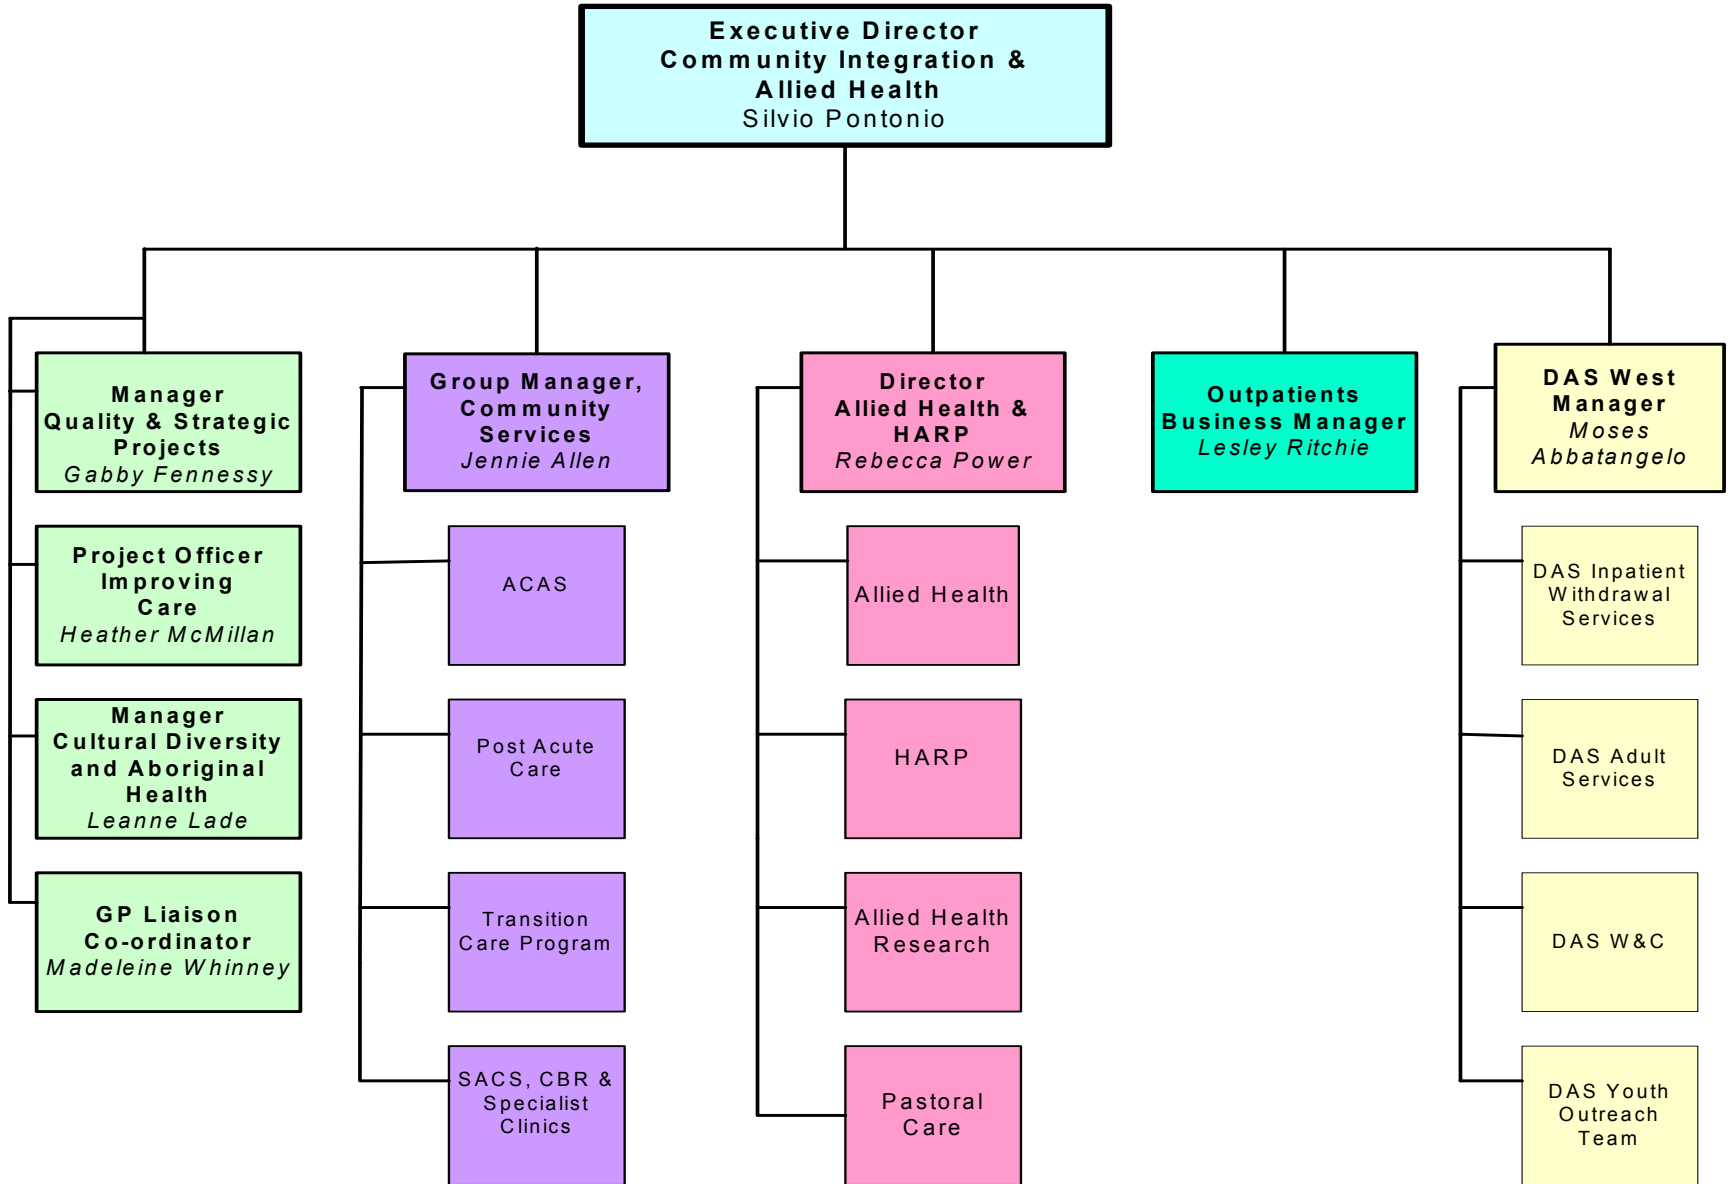 Executive Director
Community Integration &
Allied Health
Silvio Pontonio
Manager
Quality & Strategic
Projects
Gabby Fennessy
Group Manager,
Community
Services
Jennie Allen
Director
Allied Health &
HARP
Rebecca Power
Outpatients
Business Manager
Lesley Ritchie
DAS West
Manager
Moses
Abbatangelo
Project Officer
Improving
Care
Heather McMillan
ACAS
Allied Health
DAS Inpatient
Withdrawal
Services
Manager
Cultural Diversity
and Aboriginal
Health
Leanne Lade
Post Acute
Care
HARP
DAS Adult
Services
GP Liaison
Co-ordinator
Madeleine Whinney
Transition
Care Program
Allied Health
Research
DAS W&C
SACS, CBR &
Specialist
Clinics
Pastoral
Care
DAS Youth
Outreach
Team